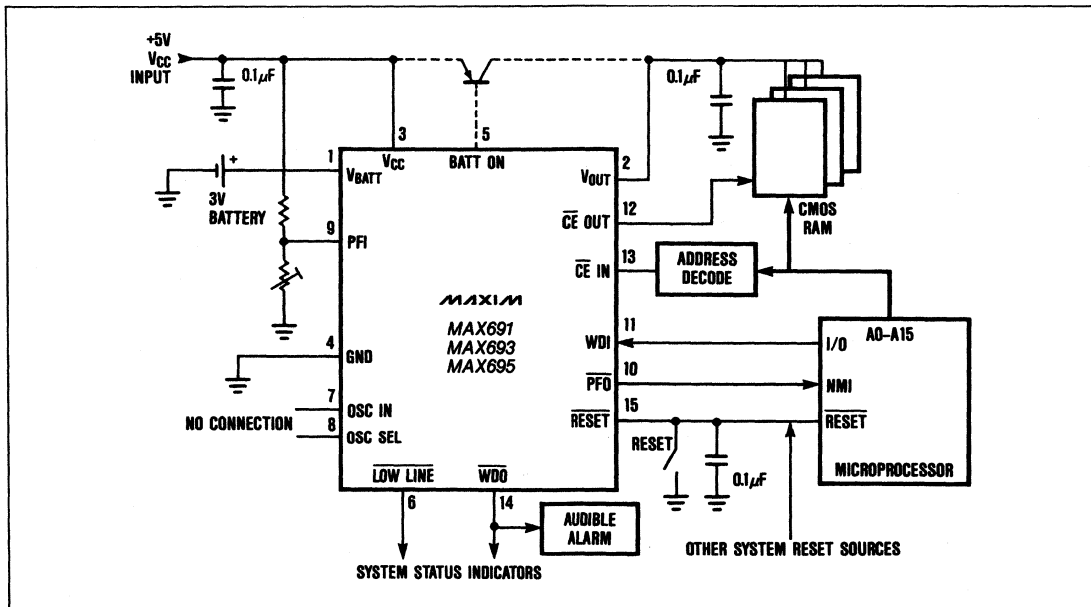 +5V
VCC
INPUT
0.1µF
0.1µF
3
5
1
VCC
BATT ON
2
VBATT
VOUT
3V
BATTERY
12
CE OUT
CMOS
RAM
9
PFI
13
CE IN
ADDRESS
DECODE
MAXIM
MAX691
MAX693
MAX695
11
WDI
I/O
A0-A15
4
GND
10
PFO
NMI
7
OSC IN
15
RESET
RESET
RESET
NO CONNECTION
8
OSC SEL
0.1µF
MICROPROCESSOR
LOW LINE
WDO
6
14
AUDIBLE
ALARM
OTHER SYSTEM RESET SOURCES
SYSTEM STATUS INDICATORS